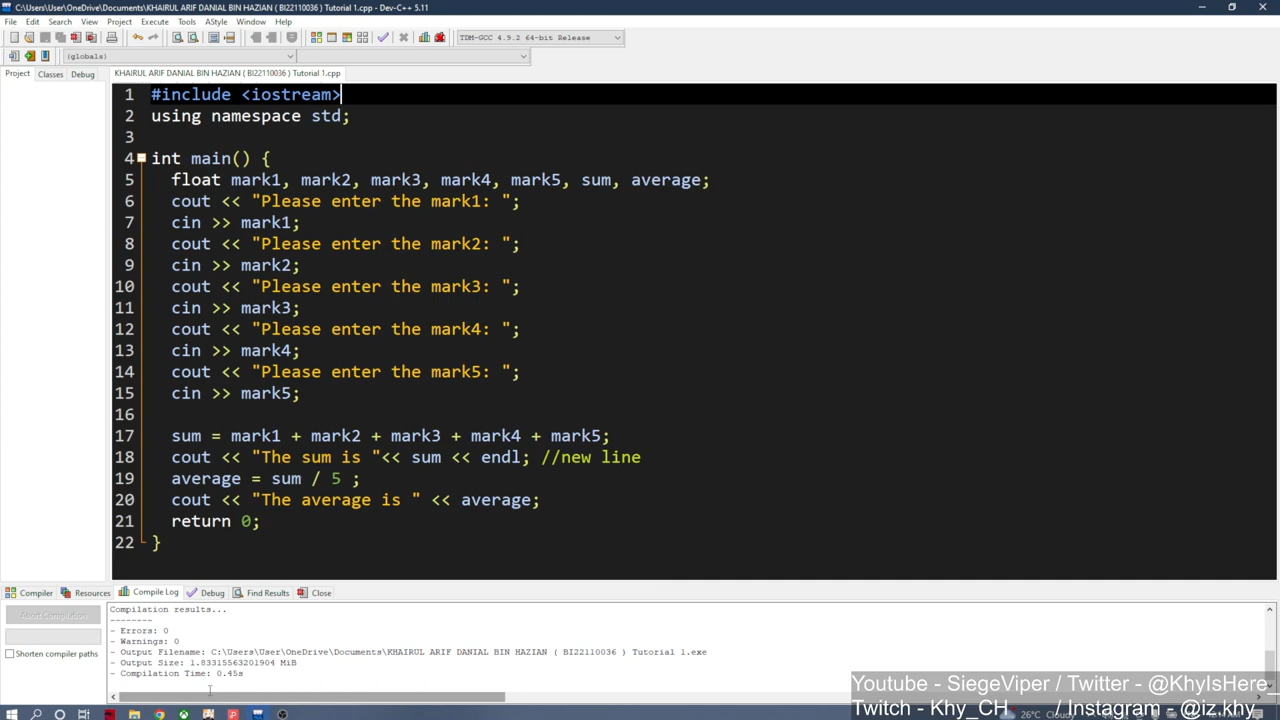 C:\Users\User\OneDrive\Documents\KHAIRUL ARIF DANIAL BIN HAZIAN ( BI22110036 ) Tutorial 1.cpp - Dev-C++ 5.11
File Edit Search View Project Execute Tools AStyle Window Help
TDM-GCC 4.9.2 64-bit Release
(globals)
Project Classes Debug KHAIRUL ARIF DANIAL BIN HAZIAN ( BI22110036 ) Tutorial 1.cpp
1 #include <iostream>
2 using namespace std;
3
4 int main() {
5 float mark1, mark2, mark3, mark4, mark5, sum, average;
6 cout << "Please enter the mark1: ";
7 cin >> mark1;
8 cout << "Please enter the mark2: ";
9 cin >> mark2;
10 cout << "Please enter the mark3: ";
11 cin >> mark3;
12 cout << "Please enter the mark4: ";
13 cin >> mark4;
14 cout << "Please enter the mark5: ";
15 cin >> mark5;
16
17 sum = mark1 + mark2 + mark3 + mark4 + mark5;
18 cout << "The sum is "<< sum << endl; //new line
19 average = sum / 5 ;
20 cout << "The average is " << average;
21 return 0;
22 }
Compiler Resources Compile Log Debug Find Results Close
Abort Compilation
Shorten compiler paths
Compilation results...
--------
- Errors: 0
- Warnings: 0
- Output Filename: C:\Users\User\OneDrive\Documents\KHAIRUL ARIF DANIAL BIN HAZIAN ( BI22110036 ) Tutorial 1.exe
- Output Size: 1.83315563201904 MiB
- Compilation Time: 0.45s
Youtube - SiegeViper / Twitter - @KhyIsHere
Twitch - Khy_CH / Instagram - @Iz.khy
26°C Cloudy